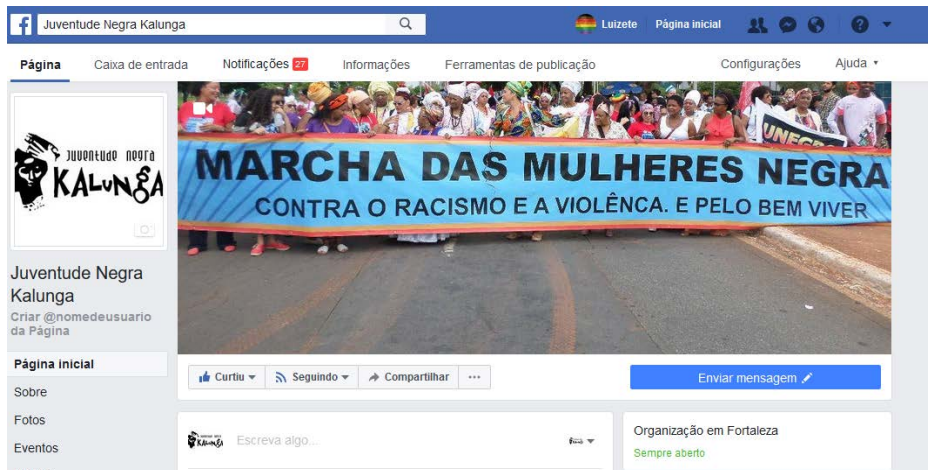 Juventude Negra Kalunga
Luizete
Página inicial
Página
Caixa de entrada
Notificações 27
Informações
Ferramentas de publicação
Configurações
Ajuda
juventude negra
KALUNGA
UNEGRO
MARCHA DAS MULHERES NEGRA
CONTRA O RACISMO E A VIOLÊNCA. E PELO BEM VIVER
Juventude Negra
Kalunga
Criar @nomedeusuario
da Página
Página inicial
Sobre
Fotos
Eventos
Curtiu
Seguindo
Compartilhar
Enviar mensagem
KALUNGA
Escreva algo...
Organização em Fortaleza
Sempre aberto